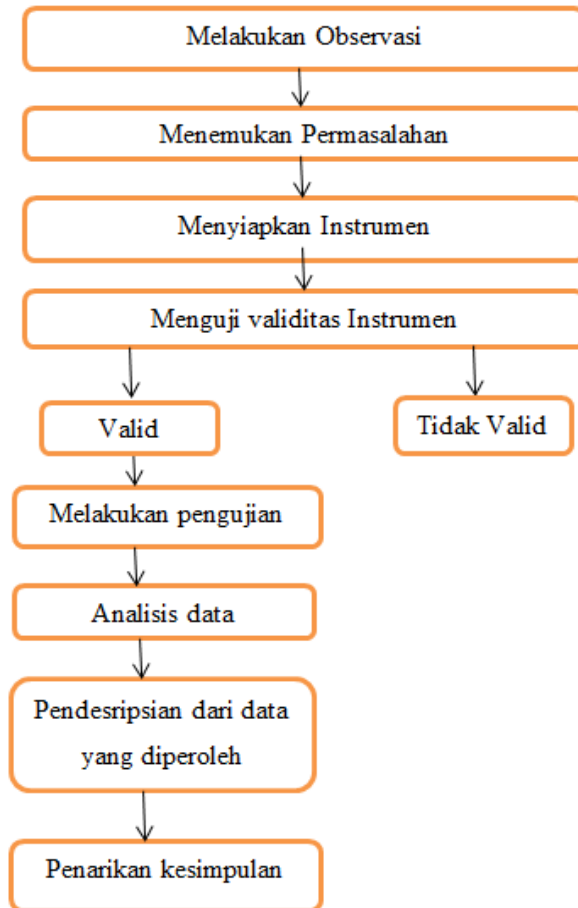 Melakukan Observasi
Menemukan Permasalahan
Menyiapkan Instrumen
Menguji validitas Instrumen
Valid
Tidak Valid
Melakukan pengujian
Analisis data
Pendesripsian dari data
yang diperoleh
Penarikan kesimpulan